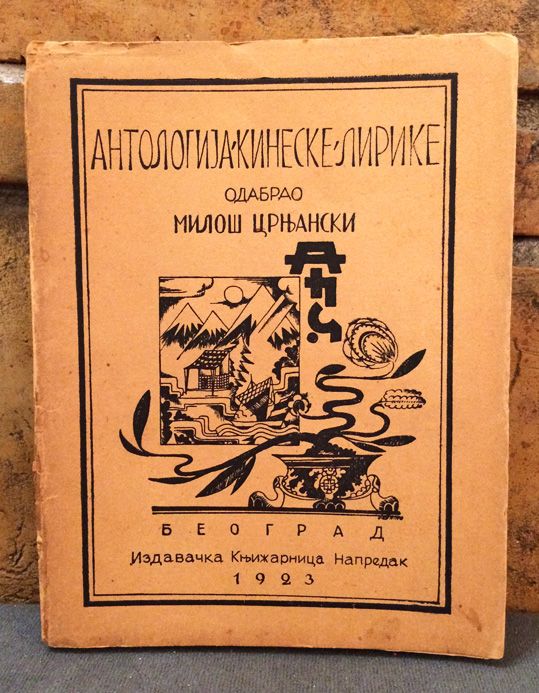 АНТОЛОГИЈА·КИНЕСКЕ·ЛИРИКЕ
ОДАБРАО
МИЛОШ ЦРЊАНСКИ
БЕОГРАД
Издавачка Књижарница Напредак
1923